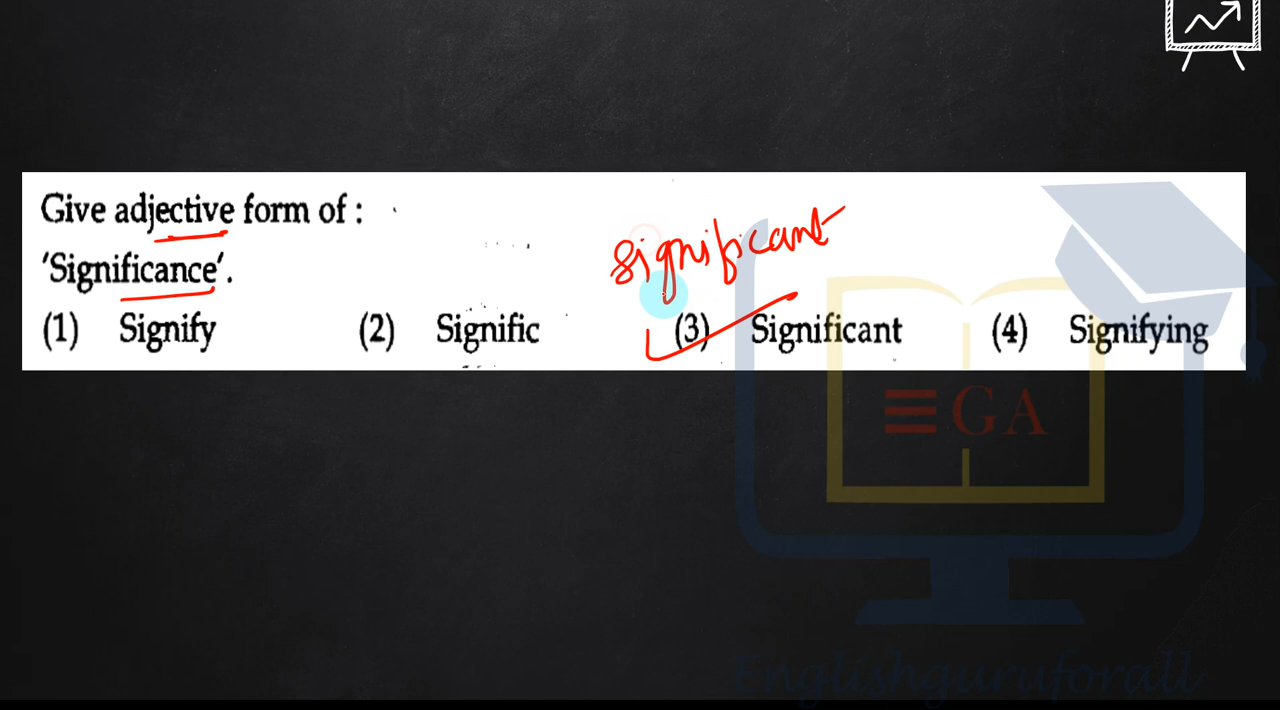 Give adjective form of :
'Significance'.
significant
(1) Signify (2) Signific (3) Significant (4) Signifying
GA
Englishguruforall